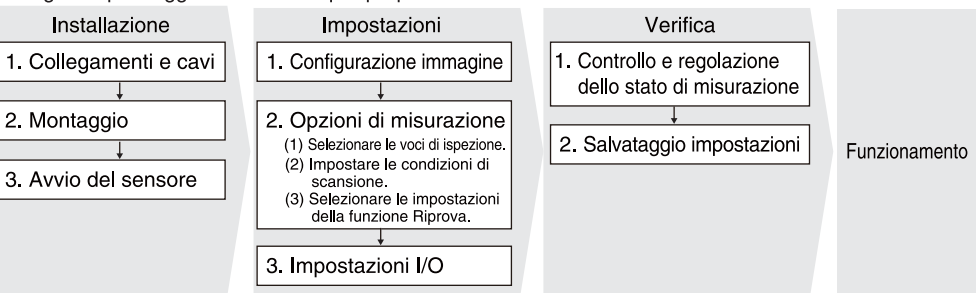 Installazione
1. Collegamenti e cavi
2. Montaggio
3. Avvio del sensore
Impostazioni
1. Configurazione immagine
2. Opzioni di misurazione
(1) Selezionare le voci di ispezione.
(2) Impostare le condizioni di
scansione.
(3) Selezionare le impostazioni
della funzione Riprova.
3. Impostazioni I/O
Verifica
1. Controllo e regolazione
dello stato di misurazione
2. Salvataggio impostazioni
Funzionamento